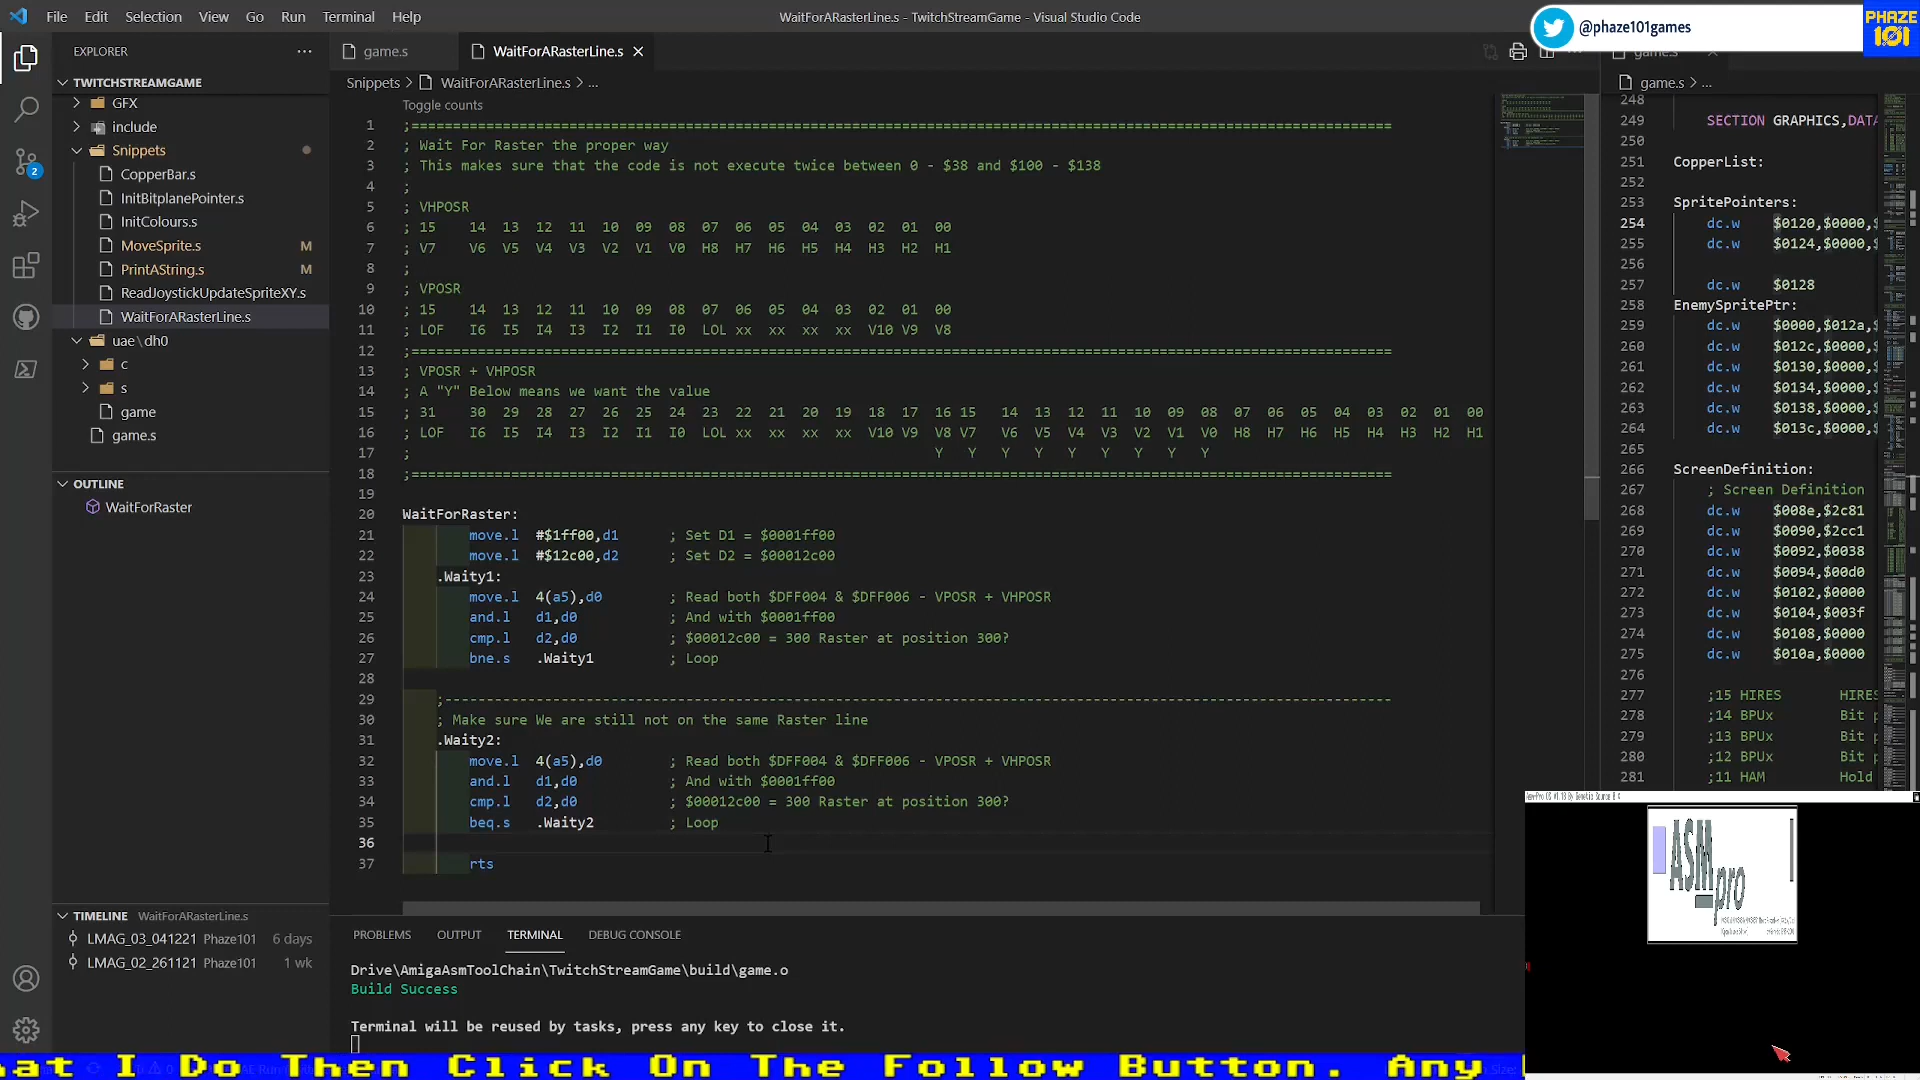 File Edit Selection View Go Run Terminal Help
WaitForARasterLine.s - TwitchStreamGame - Visual Studio Code
@phaze101games
PHAZE
101
EXPLORER ...
TWITCHSTREAMGAME
GFX
include
Snippets
CopperBar.s
InitBitplanePointer.s
InitColours.s
MoveSprite.s M
PrintAString.s M
ReadJoystickUpdateSpriteXY.s
WaitForARasterLine.s
uae\dh0
c
s
game
game.s
2
OUTLINE
WaitForRaster
TIMELINE WaitForARasterLine.s
LMAG_03_041221 Phaze101 6 days
LMAG_02_261121 Phaze101 1 wk
game.s
WaitForARasterLine.s
Snippets > WaitForARasterLine.s > ...
Toggle counts
1 ;======================================================================================================================
2 ; Wait For Raster the proper way
3 ; This makes sure that the code is not execute twice between 0 - $38 and $100 - $138
4 ;
5 ; VHPOSR
6 ; 15 14 13 12 11 10 09 08 07 06 05 04 03 02 01 00
7 ; V7 V6 V5 V4 V3 V2 V1 V0 H8 H7 H6 H5 H4 H3 H2 H1
8 ;
9 ; VPOSR
10 ; 15 14 13 12 11 10 09 08 07 06 05 04 03 02 01 00
11 ; LOF I6 I5 I4 I3 I2 I1 I0 LOL xx xx xx xx V10 V9 V8
12 ;======================================================================================================================
13 ; VPOSR + VHPOSR
14 ; A "Y" Below means we want the value
15 ; 31 30 29 28 27 26 25 24 23 22 21 20 19 18 17 16 15 14 13 12 11 10 09 08 07 06 05 04 03 02 01 00
16 ; LOF I6 I5 I4 I3 I2 I1 I0 LOL xx xx xx xx V10 V9 V8 V7 V6 V5 V4 V3 V2 V1 V0 H8 H7 H6 H5 H4 H3 H2 H1
17 ; Y Y Y Y Y Y Y Y Y
18 ;======================================================================================================================
19
20 WaitForRaster:
21 move.l #$1ff00,d1 ; Set D1 = $0001ff00
22 move.l #$12c00,d2 ; Set D2 = $00012c00
23 .Waity1:
24 move.l 4(a5),d0 ; Read both $DFF004 & $DFF006 - VPOSR + VHPOSR
25 and.l d1,d0 ; And with $0001ff00
26 cmp.l d2,d0 ; $00012c00 = 300 Raster at position 300?
27 bne.s .Waity1 ; Loop
28
29 ;------------------------------------------------------------------------------------------------------------------
30 ; Make sure We are still not on the same Raster line
31 .Waity2:
32 move.l 4(a5),d0 ; Read both $DFF004 & $DFF006 - VPOSR + VHPOSR
33 and.l d1,d0 ; And with $0001ff00
34 cmp.l d2,d0 ; $00012c00 = 300 Raster at position 300?
35 beq.s .Waity2 ; Loop
36
37 rts
game.s
game.s > ...
248
249 SECTION GRAPHICS,DATA
250
251 CopperList:
252
253 SpritePointers:
254 dc.w $0120,$0000,
255 dc.w $0124,$0000,
256
257 dc.w $0128
258 EnemySpritePtr:
259 dc.w $0000,$012a,
260 dc.w $012c,$0000,
261 dc.w $0130,$0000,
262 dc.w $0134,$0000,
263 dc.w $0138,$0000,
264 dc.w $013c,$0000,
265
266 ScreenDefinition:
267 ; Screen Definition
268 dc.w $008e,$2c81
269 dc.w $0090,$2cc1
270 dc.w $0092,$0038
271 dc.w $0094,$00d0
272 dc.w $0102,$0000
273 dc.w $0104,$003f
274 dc.w $0108,$0000
275 dc.w $010a,$0000
276
277 ;15 HIRES HIRES
278 ;14 BPUx Bit p
279 ;13 BPUx Bit p
280 ;12 BPUx Bit p
281 ;11 HAM Hold
ASM
pro
PROBLEMS OUTPUT TERMINAL DEBUG CONSOLE
Drive\AmigaAsmToolChain\TwitchStreamGame\build\game.o
Build Success
Terminal will be reused by tasks, press any key to close it.
hat I Do Then Click On The Follow Button. Any